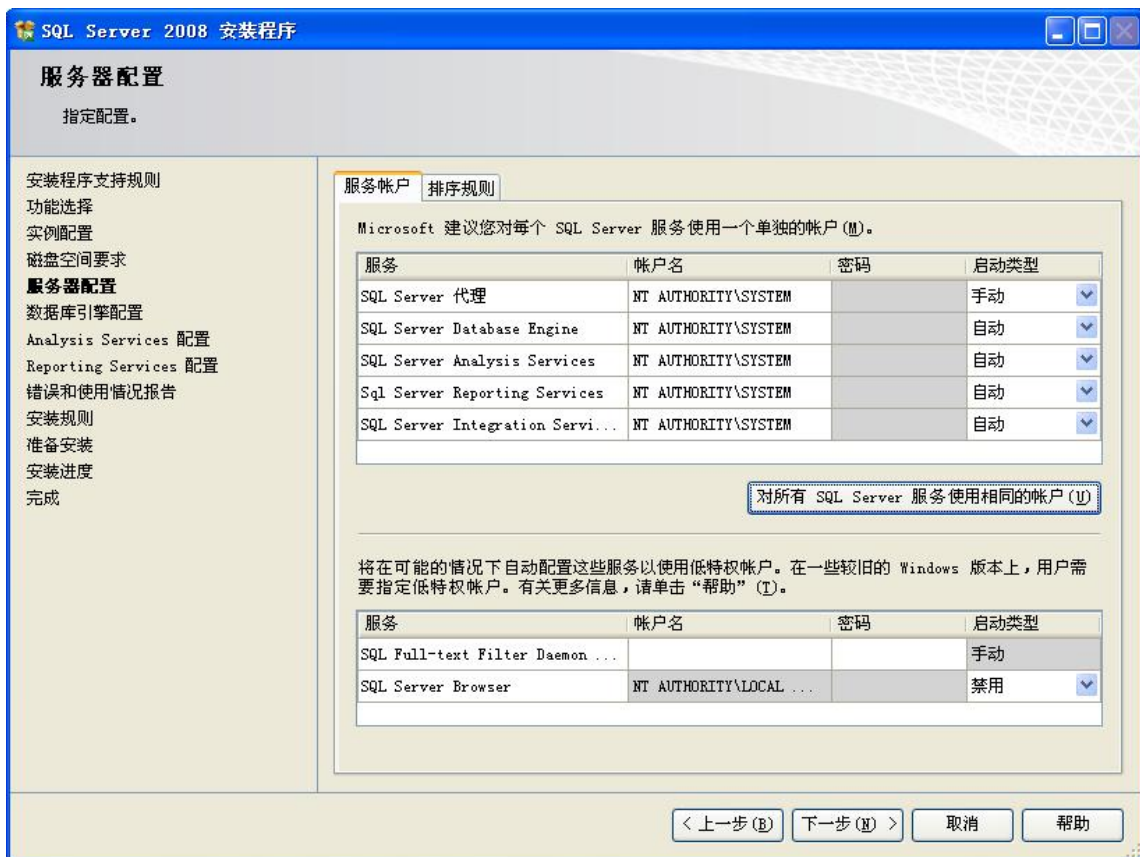 SQL Server 2008 安装程序
服务器配置
指定配置。
安装程序支持规则
功能选择
实例配置
磁盘空间要求
服务器配置
数据库引擎配置
Analysis Services 配置
Reporting Services 配置
错误和使用情况报告
安装规则
准备安装
安装进度
完成
服务帐户 排序规则
Microsoft 建议您对每个 SQL Server 服务使用一个单独的帐户(M)。
服务 帐户名 密码 启动类型
SQL Server 代理 NT AUTHORITY\SYSTEM 手动
SQL Server Database Engine NT AUTHORITY\SYSTEM 自动
SQL Server Analysis Services NT AUTHORITY\SYSTEM 自动
Sql Server Reporting Services NT AUTHORITY\SYSTEM 自动
SQL Server Integration Servi... NT AUTHORITY\SYSTEM 自动
对所有 SQL Server 服务使用相同的帐户(U)
将在可能的情况下自动配置这些服务以使用低特权帐户。在一些较旧的 Windows 版本上，用户需
要指定低特权帐户。有关更多信息，请单击“帮助”(T)。
服务 帐户名 密码 启动类型
SQL Full-text Filter Daemon ... 手动
SQL Server Browser NT AUTHORITY\LOCAL ... 禁用
< 上一步(B) 下一步(N) > 取消 帮助